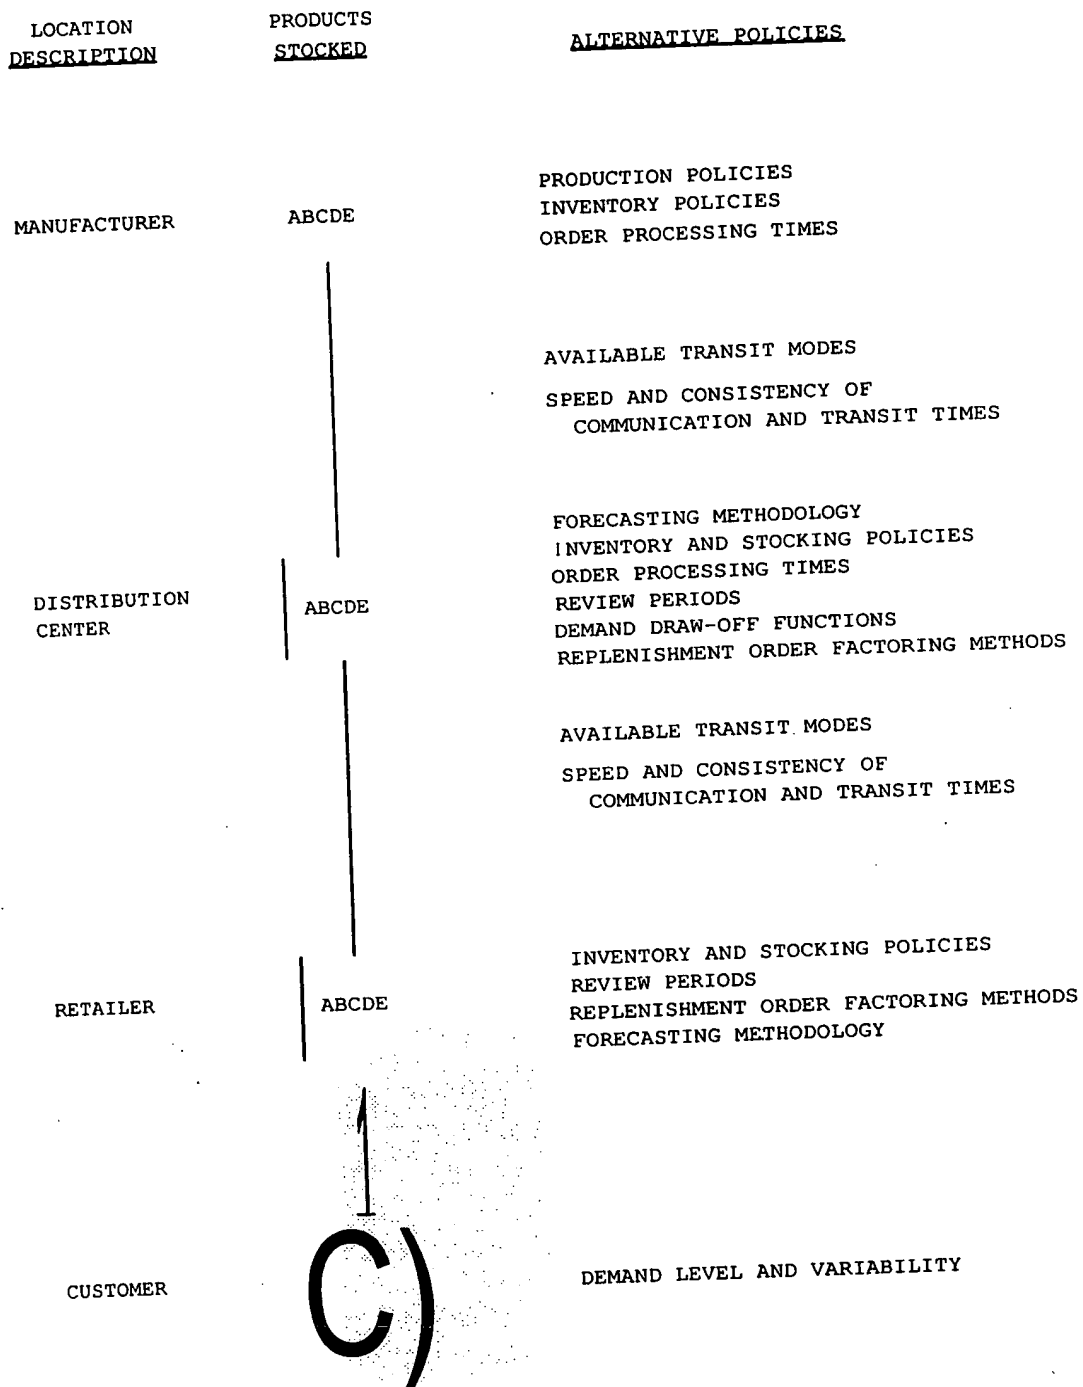 LOCATION
DESCRIPTION
PRODUCTS
STOCKED
ALTERNATIVE POLICIES
MANUFACTURER
ABCDE
PRODUCTION POLICIES
INVENTORY POLICIES
ORDER PROCESSING TIMES
AVAILABLE TRANSIT MODES
SPEED AND CONSISTENCY OF
COMMUNICATION AND TRANSIT TIMES
DISTRIBUTION
CENTER
ABCDE
FORECASTING METHODOLOGY
INVENTORY AND STOCKING POLICIES
ORDER PROCESSING TIMES
REVIEW PERIODS
DEMAND DRAW-OFF FUNCTIONS
REPLENISHMENT ORDER FACTORING METHODS
AVAILABLE TRANSIT MODES
SPEED AND CONSISTENCY OF
COMMUNICATION AND TRANSIT TIMES
RETAILER
ABCDE
INVENTORY AND STOCKING POLICIES
REVIEW PERIODS
REPLENISHMENT ORDER FACTORING METHODS
FORECASTING METHODOLOGY
CUSTOMER
C)
DEMAND LEVEL AND VARIABILITY